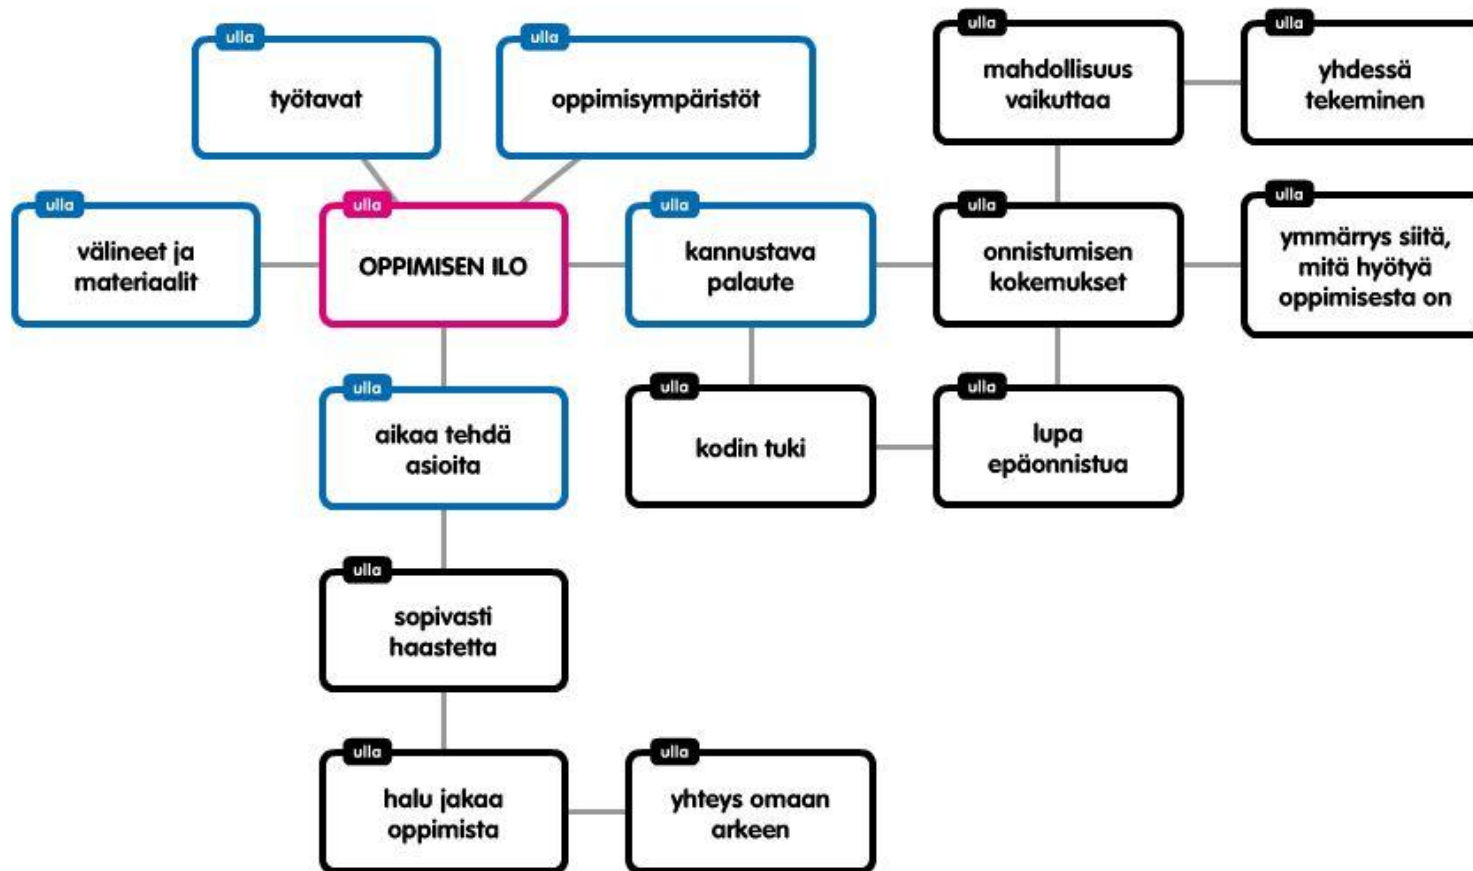 ulla
työtavat
ulla
oppimisympäristöt
ulla
mahdollisuus
vaikuttaa
ulla
yhdessä
tekeminen
ulla
välineet ja
materiaalit
ulla
OPPIMISEN ILO
ulla
kannustava
palaute
ulla
onnistumisen
kokemukset
ulla
ymmärrys siitä,
mitä hyötyä
oppimisesta on
ulla
aikaa tehdä
asioita
ulla
kodin tuki
ulla
lupa
epäonnistua
ulla
sopivasti
haastetta
ulla
halu jakaa
oppimista
ulla
yhteys omaan
arkeen